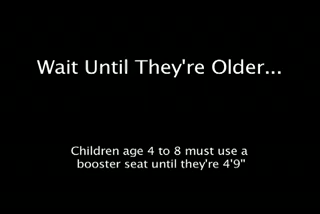 Wait Until They're Older...
Children age 4 to 8 must use a
booster seat until they're 4'9"